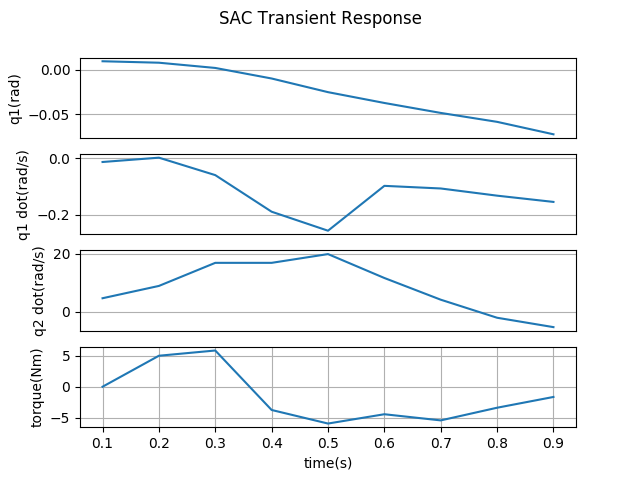 SAC Transient Response
q1(rad)
0.00
−0.05
q1 dot(rad/s)
0.0
−0.2
q2 dot(rad/s)
20
0
torque(Nm)
5
0
−5
0.1 0.2 0.3 0.4 0.5 0.6 0.7 0.8 0.9
time(s)